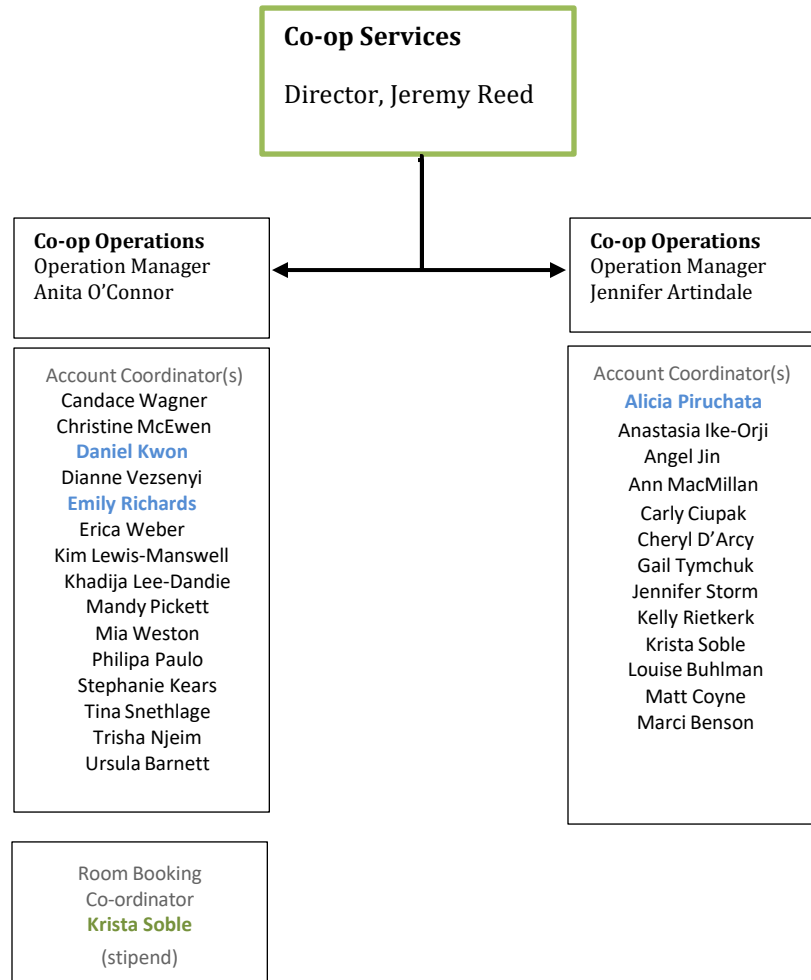 Co-op Services
Director, Jeremy Reed
Co-op Operations
Operation Manager
Anita O’Connor
Co-op Operations
Operation Manager
Jennifer Artindale
Account Coordinator(s)
Candace Wagner
Christine McEwen
Daniel Kwon
Dianne Vezsenyi
Emily Richards
Erica Weber
Kim Lewis-Manswell
Khadija Lee-Dandie
Mandy Pickett
Mia Weston
Philipa Paulo
Stephanie Kears
Tina Snethlage
Trisha Njeim
Ursula Barnett
Account Coordinator(s)
Alicia Piruchata
Anastasia Ike-Orji
Angel Jin
Ann MacMillan
Carly Ciupak
Cheryl D’Arcy
Gail Tymchuk
Jennifer Storm
Kelly Rietkerk
Krista Soble
Louise Buhlman
Matt Coyne
Marci Benson
Room Booking
Co-ordinator
Krista Soble
(stipend)